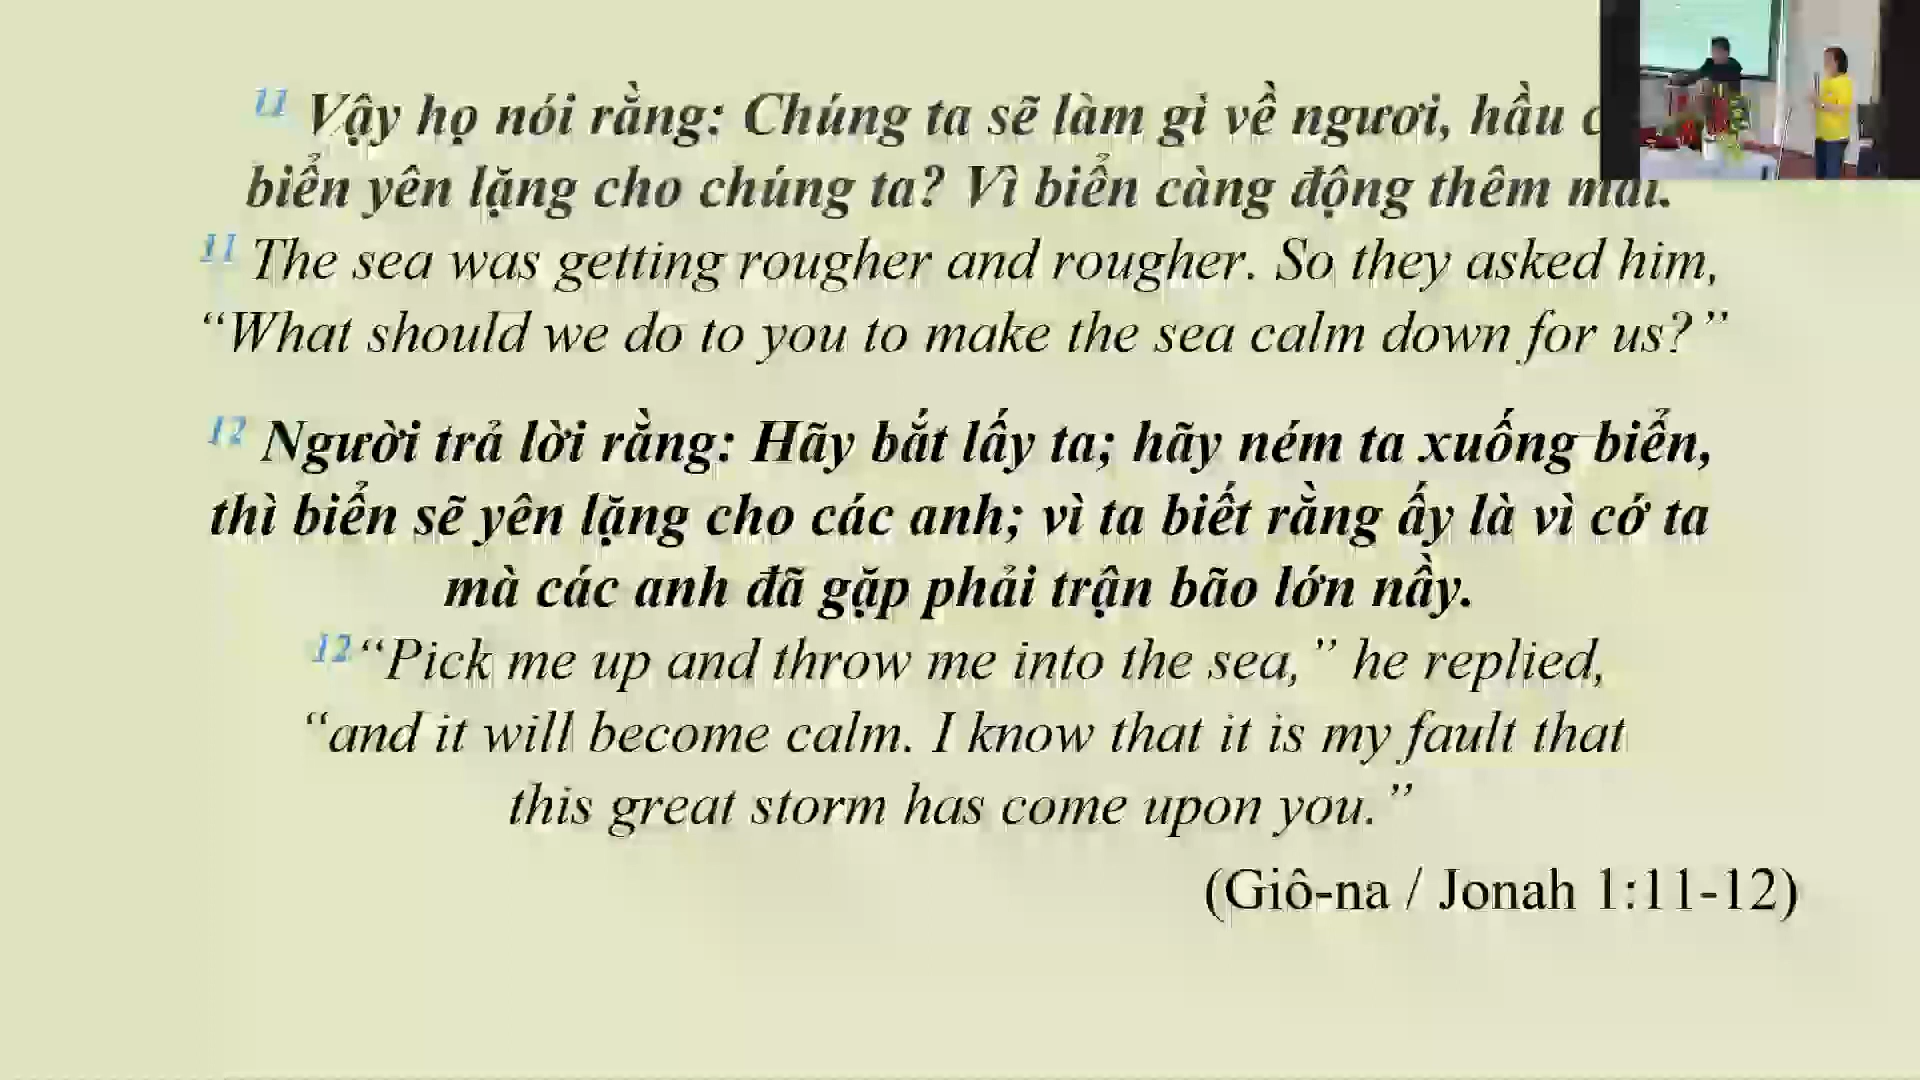 11 Vậy họ nói rằng: Chúng ta sẽ làm gì về ngươi, hầu
biển yên lặng cho chúng ta? Vì biển càng động thêm mãi.
11 The sea was getting rougher and rougher. So they asked him,
“What should we do to you to make the sea calm down for us?”
12 Người trả lời rằng: Hãy bắt lấy ta; hãy ném ta xuống biển,
thì biển sẽ yên lặng cho các anh; vì ta biết rằng ấy là vì cớ ta
mà các anh đã gặp phải trận bão lớn nầy.
12 “Pick me up and throw me into the sea,” he replied,
“and it will become calm. I know that it is my fault that
this great storm has come upon you.”
(Giô-na / Jonah 1:11-12)